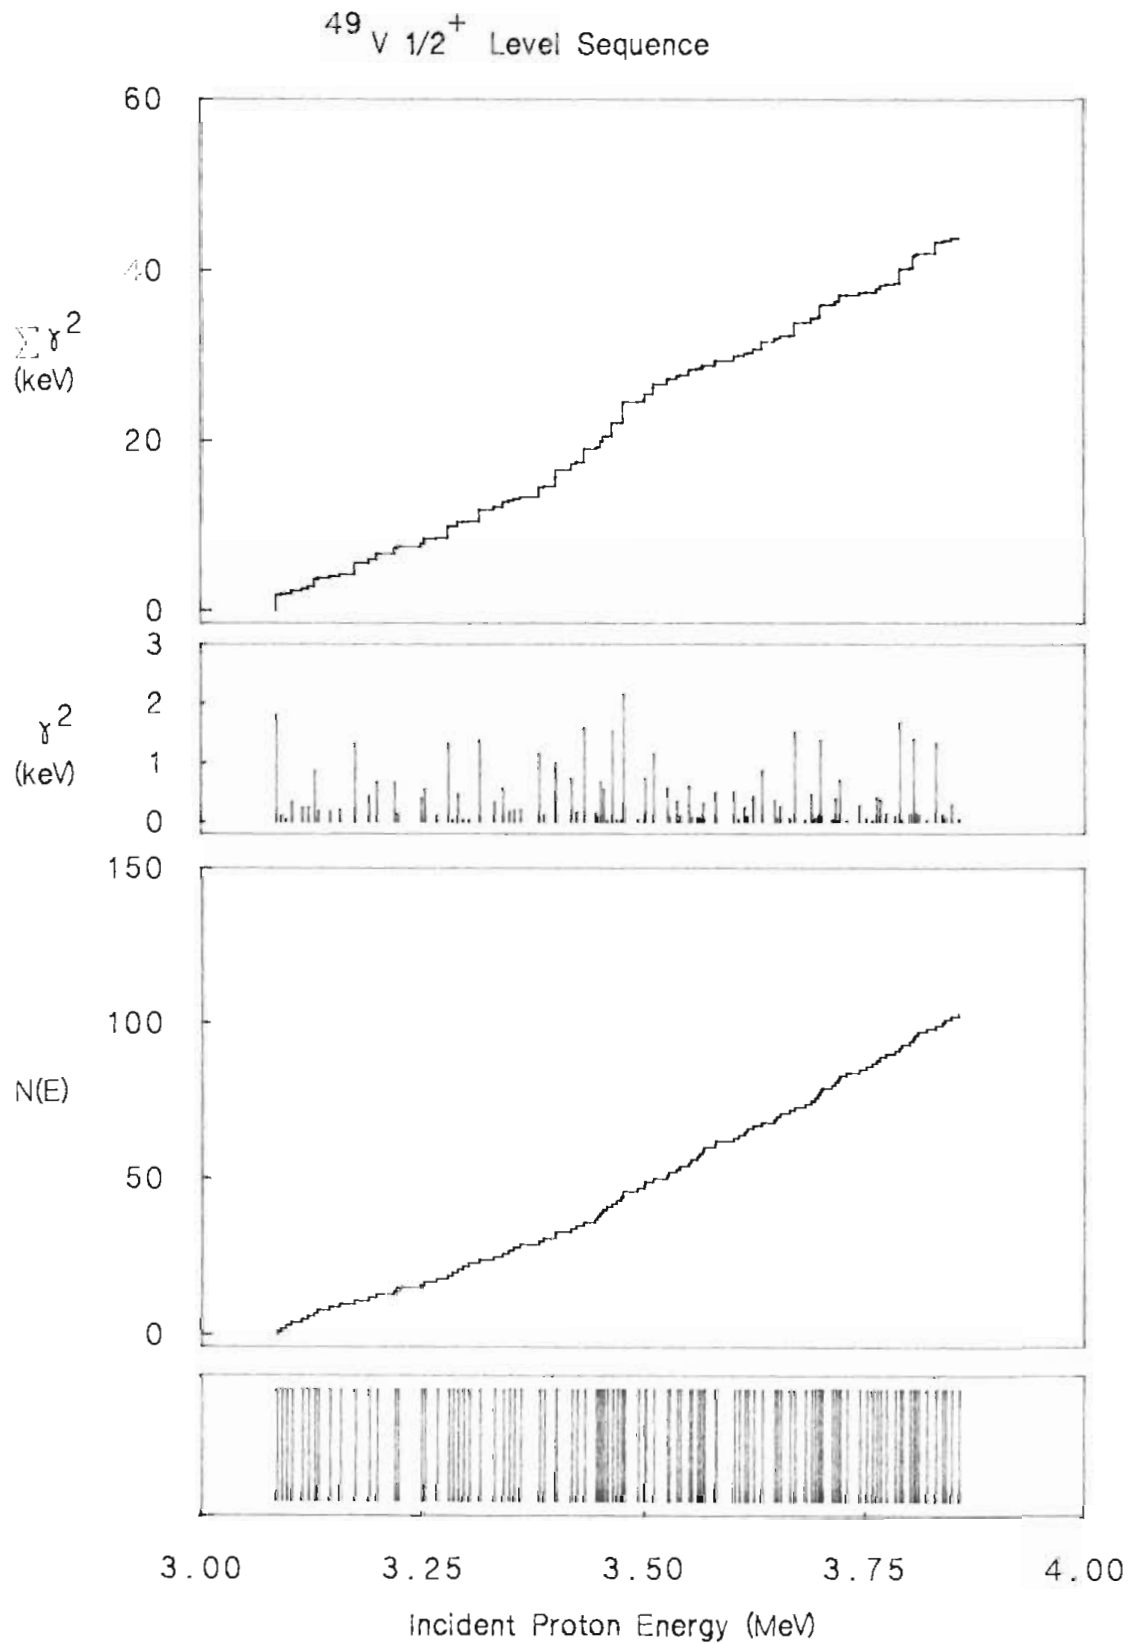 49V 1/2+ Level Sequence
60
40
20
0
Σγ2
(keV)
3
2
1
0
γ2
(keV)
150
100
50
0
N(E)
3.00 3.25 3.50 3.75 4.00
Incident Proton Energy (MeV)